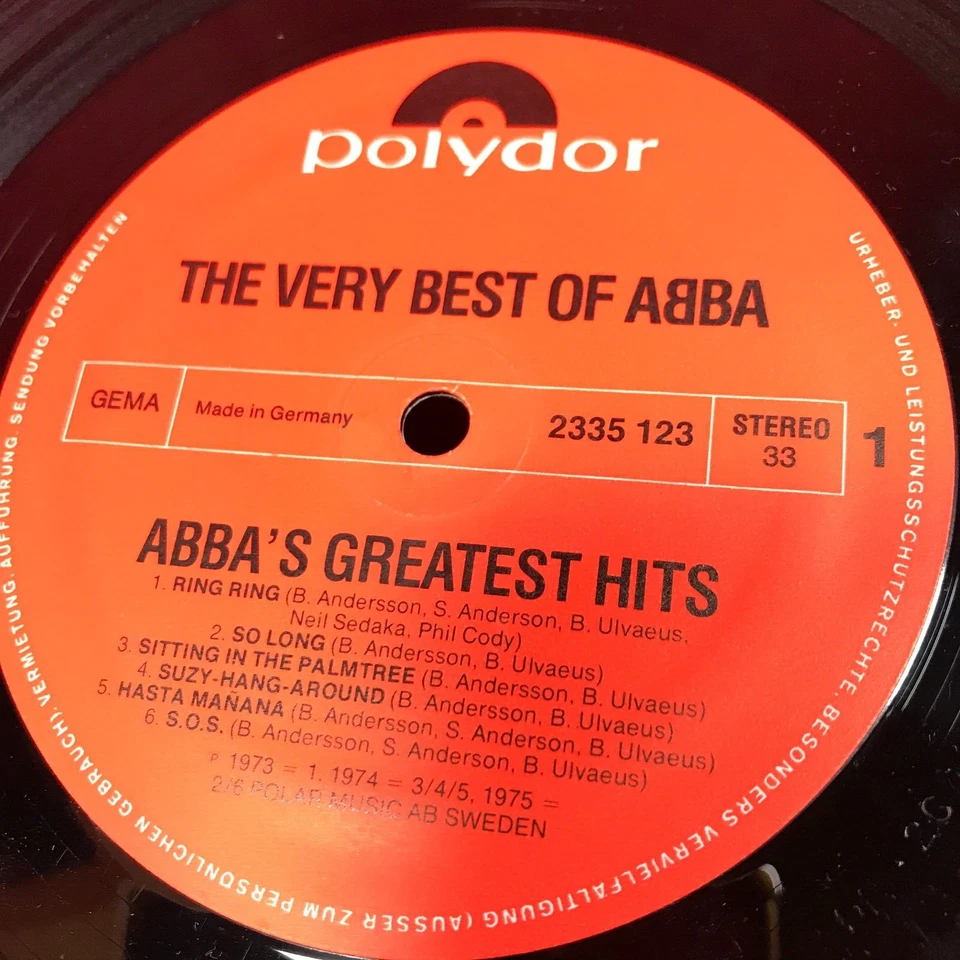 polydor
THE VERY BEST OF ABBA
GEMA
Made in Germany
2335 123
STEREO
33
1
ABBA'S GREATEST HITS
1. RING RING (B. Andersson, S. Anderson, B. Ulvaeus,
Neil Sedaka, Phil Cody)
2. SO LONG (B. Andersson, B. Ulvaeus)
3. SITTING IN THE PALMTREE (B. Andersson, B. Ulvaeus)
4. SUZY-HANG-AROUND (B. Andersson, B. Ulvaeus)
5. HASTA MAÑANA (B. Andersson, S. Anderson, B. Ulvaeus)
6. S.O.S. (B. Andersson, S. Anderson, B. Ulvaeus)
℗ 1973 = 1, 1974 = 3/4/5, 1975 =
2/6 POLAR MUSIC AB SWEDEN
URHEBER- UND LEISTUNGSSCHUTZRECHTE, BESONDERS VERVIELFÄLTIGUNG (AUSSER ZUM PERSÖNLICHEN GEBRAUCH), VERMIETUNG, AUFFÜHRUNG, SENDUNG VORBEHALTEN